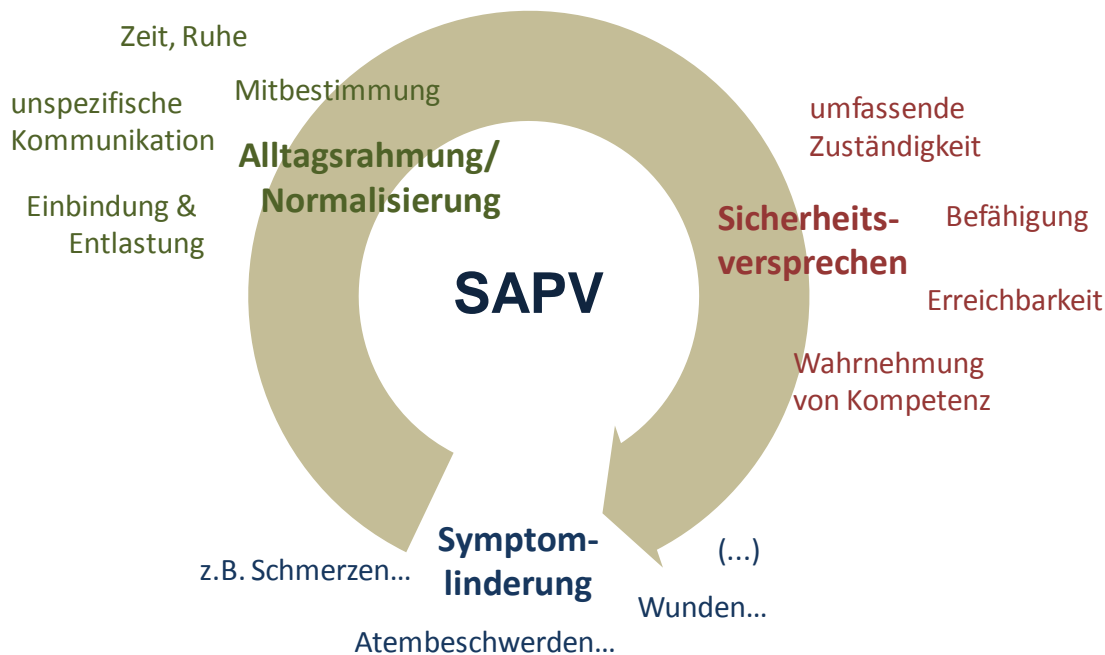 Zeit, Ruhe
Mitbestimmung
unspezifische
Kommunikation
Alltagsrahmung/
Normalisierung
Einbindung &
Entlastung
umfassende
Zuständigkeit
Sicherheits-
versprechen
Befähigung
Erreichbarkeit
Wahrnehmung
von Kompetenz
SAPV
Symptom-
linderung
z.B. Schmerzen...
Atembeschwerden...
Wunden...
(...)